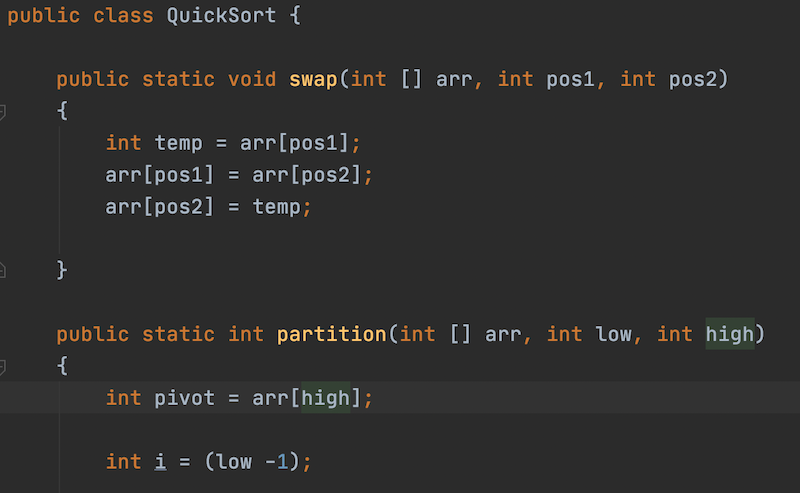 public class QuickSort {
public static void swap(int [] arr, int pos1, int pos2)
{
int temp = arr[pos1];
arr[pos1] = arr[pos2];
arr[pos2] = temp;
}
public static int partition(int [] arr, int low, int high)
{
int pivot = arr[high];
int i = (low -1);